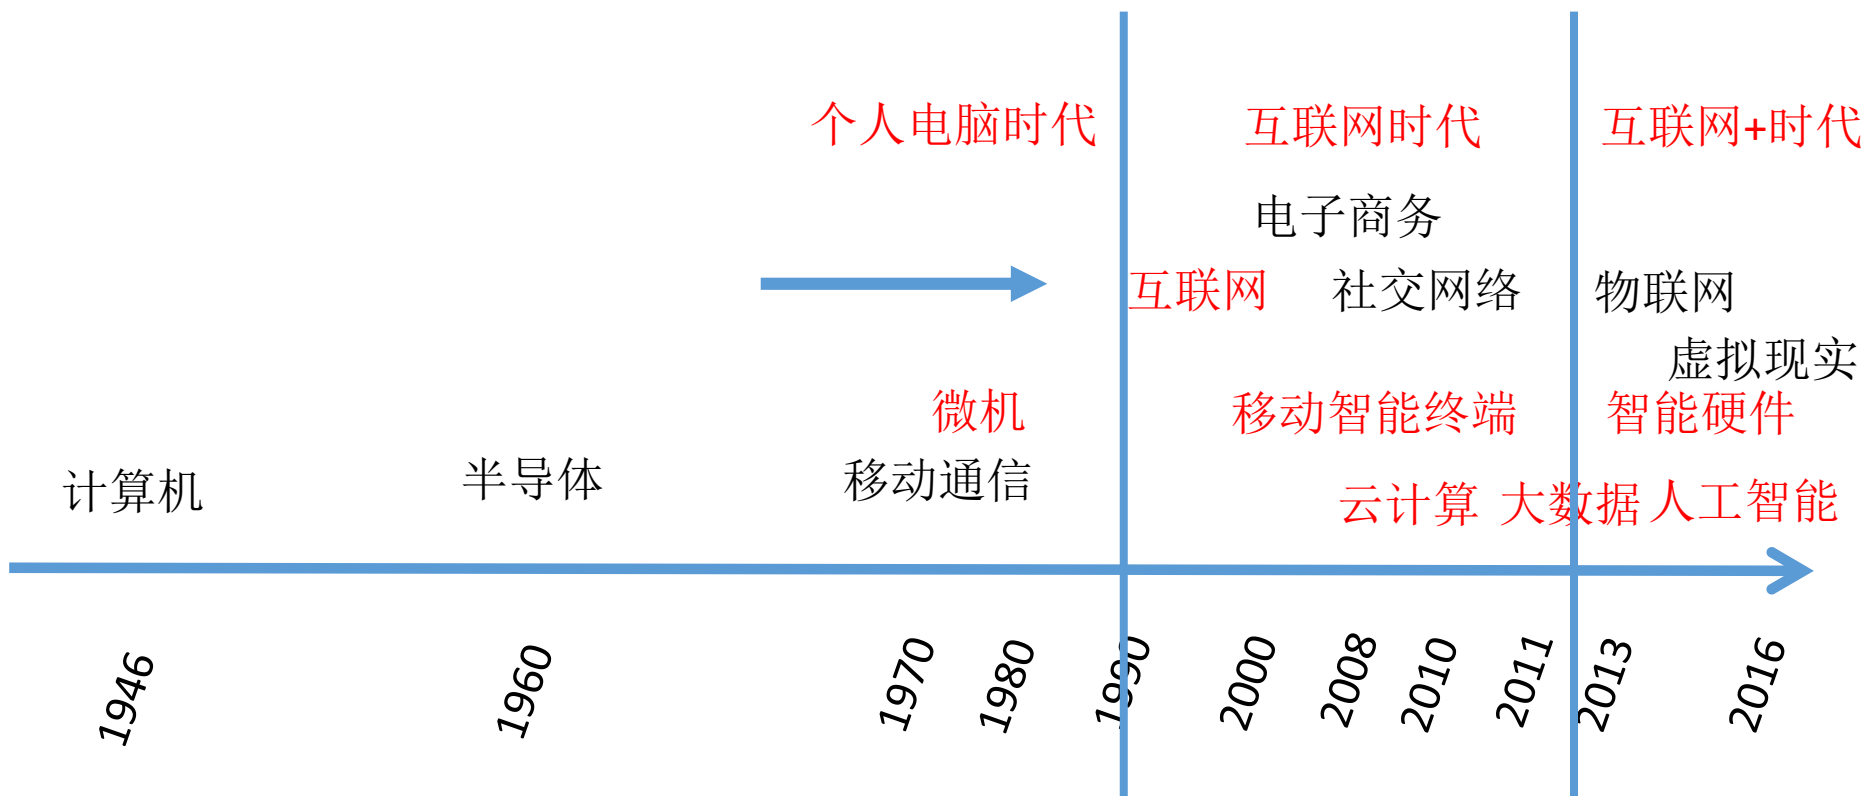 个人电脑时代 互联网时代 互联网+时代
电子商务
互联网 社交网络 物联网
虚拟现实
微机 移动智能终端 智能硬件
计算机 半导体 移动通信
云计算 大数据 人工智能
1946 1960 1970 1980 1990 2000 2008 2010 2011 2013 2016